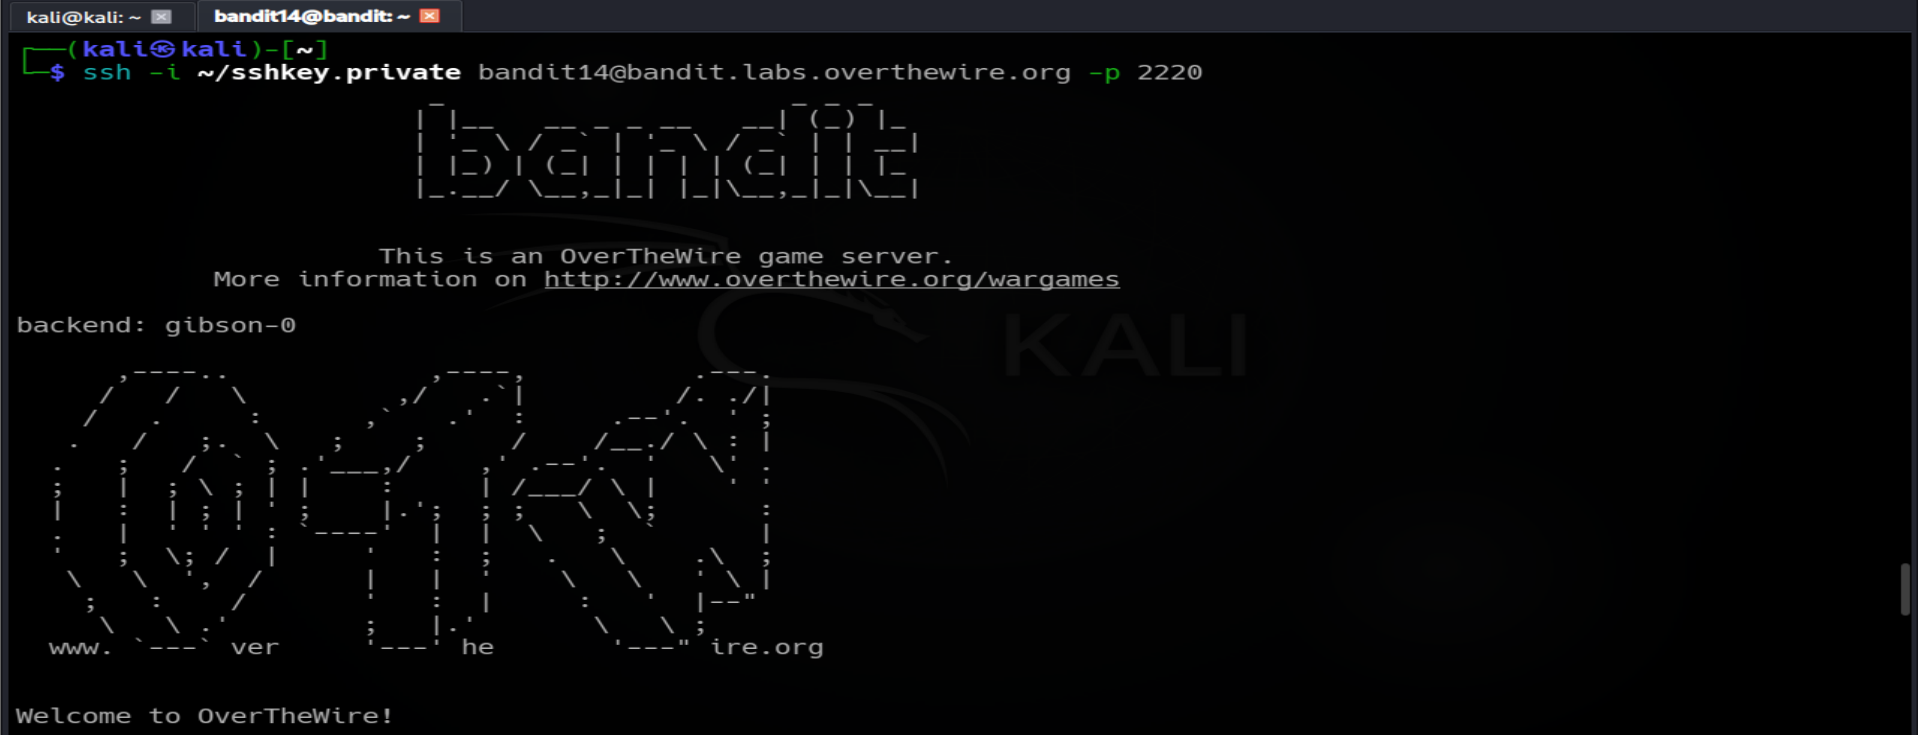 kali@kali: ~
bandit14@bandit: ~
(kali㉿kali)-[~]
$ ssh -i ~/sshkey.private bandit14@bandit.labs.overthewire.org -p 2220
bandit
This is an OverTheWire game server.
More information on http://www.overthewire.org/wargames
backend: gibson-0
www. ver he ire.org
Welcome to OverTheWire!
KALI